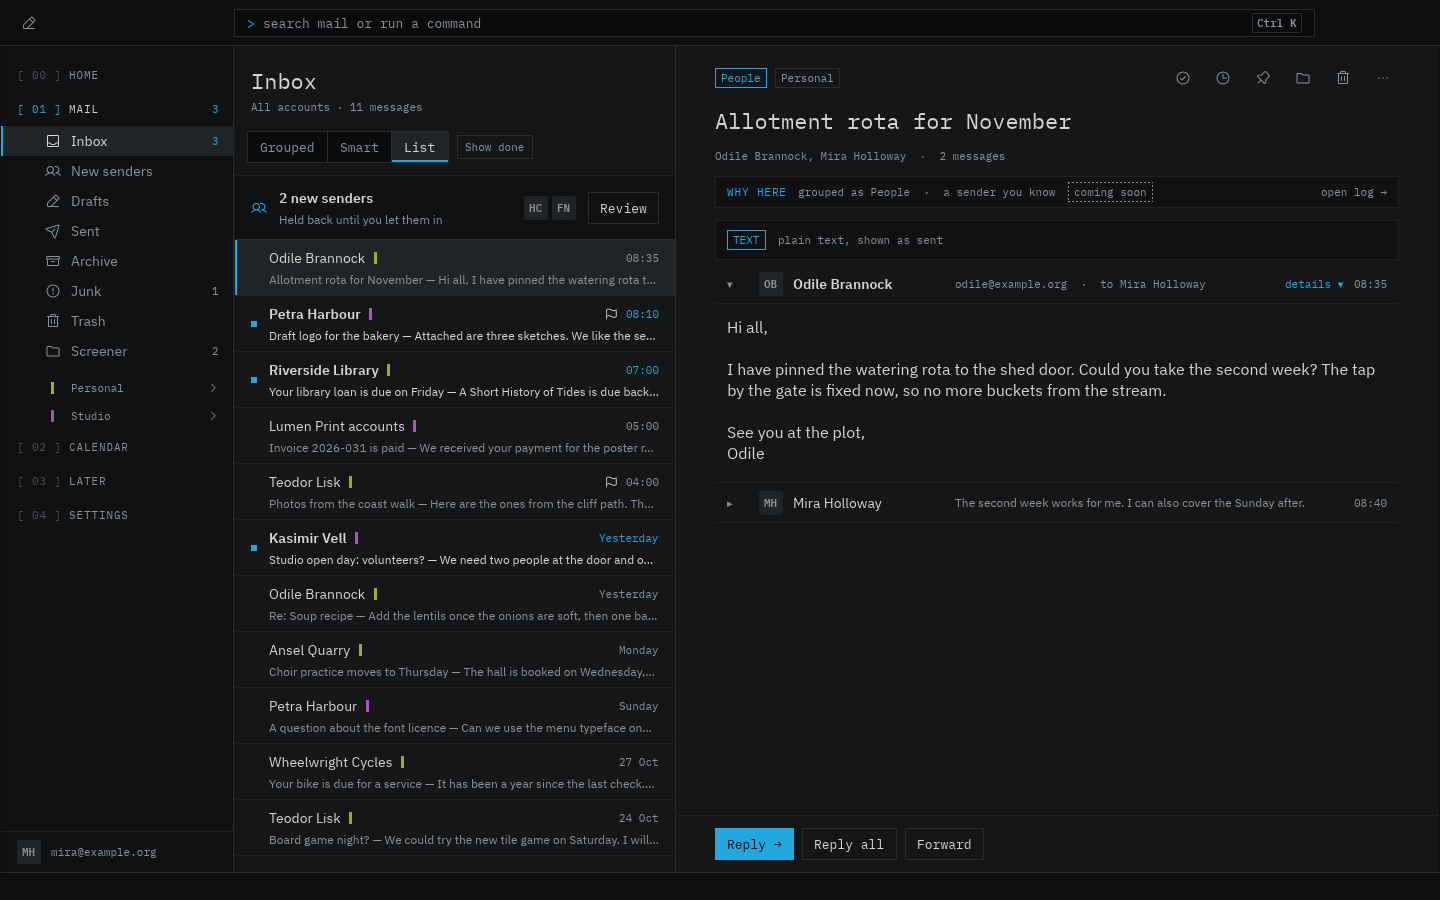 > search mail or run a command
Ctrl K
[ 00 ] HOME
[ 01 ] MAIL 3
Inbox 3
New senders
Drafts
Sent
Archive
Junk 1
Trash
Screener 2
Personal
Studio
[ 02 ] CALENDAR
[ 03 ] LATER
[ 04 ] SETTINGS
MH mira@example.org
Inbox
All accounts · 11 messages
Grouped Smart List Show done
2 new senders
Held back until you let them in
HC FN Review
Odile Brannock 08:35
Allotment rota for November — Hi all, I have pinned the watering rota t...
Petra Harbour 08:10
Draft logo for the bakery — Attached are three sketches. We like the se...
Riverside Library 07:00
Your library loan is due on Friday — A Short History of Tides is due back...
Lumen Print accounts 05:00
Invoice 2026-031 is paid — We received your payment for the poster r...
Teodor Lisk 04:00
Photos from the coast walk — Here are the ones from the cliff path. Th...
Kasimir Vell Yesterday
Studio open day: volunteers? — We need two people at the door and o...
Odile Brannock Yesterday
Re: Soup recipe — Add the lentils once the onions are soft, then one ba...
Ansel Quarry Monday
Choir practice moves to Thursday — The hall is booked on Wednesday,...
Petra Harbour Sunday
A question about the font licence — Can we use the menu typeface on...
Wheelwright Cycles 27 Oct
Your bike is due for a service — It has been a year since the last check....
Teodor Lisk 24 Oct
Board game night? — We could try the new tile game on Saturday. I will...
People Personal
Allotment rota for November
Odile Brannock, Mira Holloway · 2 messages
WHY HERE grouped as People · a sender you know coming soon open log →
TEXT plain text, shown as sent
▾ OB Odile Brannock odile@example.org · to Mira Holloway details ▾ 08:35
Hi all,
I have pinned the watering rota to the shed door. Could you take the second week? The tap
by the gate is fixed now, so no more buckets from the stream.
See you at the plot,
Odile
▸ MH Mira Holloway The second week works for me. I can also cover the Sunday after. 08:40
Reply → Reply all Forward